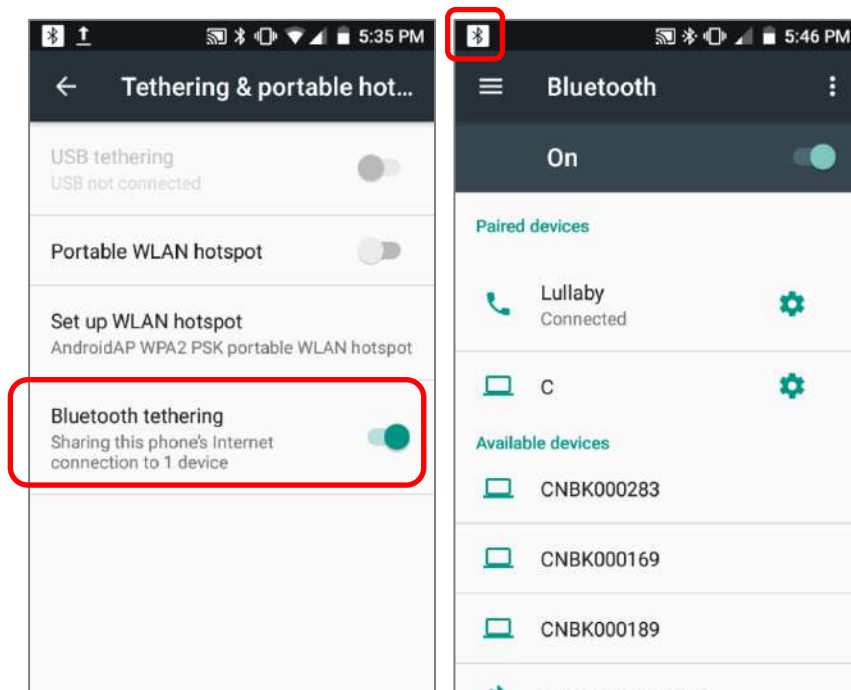 5:35 PM
Tethering & portable hot...
USB tethering
USB not connected
Portable WLAN hotspot
Set up WLAN hotspot
AndroidAP WPA2 PSK portable WLAN hotspot
Bluetooth tethering
Sharing this phone's Internet
connection to 1 device
5:46 PM
Bluetooth
On
Paired devices
Lullaby
Connected
C
Available devices
CNBK000283
CNBK000169
CNBK000189